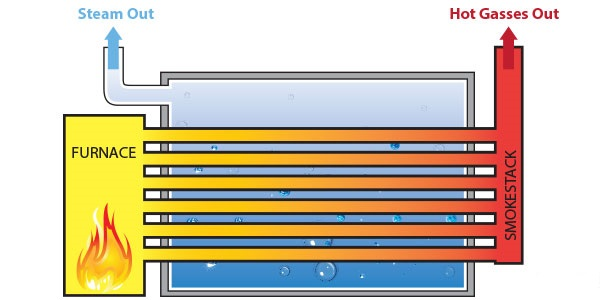 Steam Out
Hot Gasses Out
FURNACE
SMOKESTACK